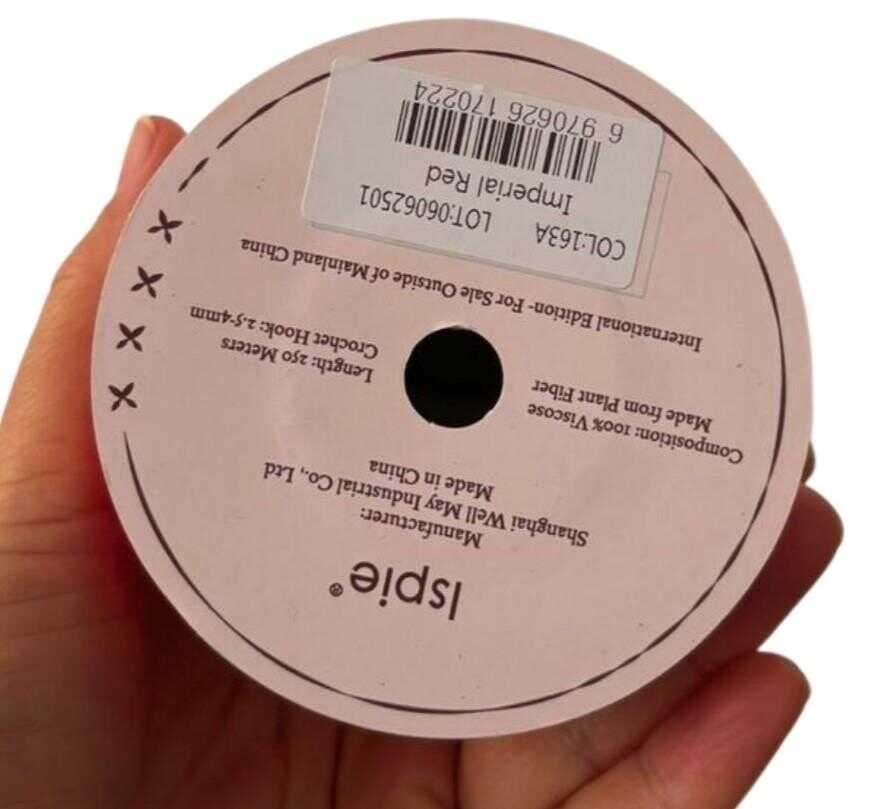 Ispie®
Manufacturer:
Shanghai Well May Industrial Co., Ltd
Made in China
Composition: 100% Viscose
Made from Plant Fiber
Length: 250 Meters
Crochet Hook: 2.5-4mm
International Edition- For Sale Outside of Mainland China
COL:163A LOT:06062501
Imperial Red
6 970626 170224